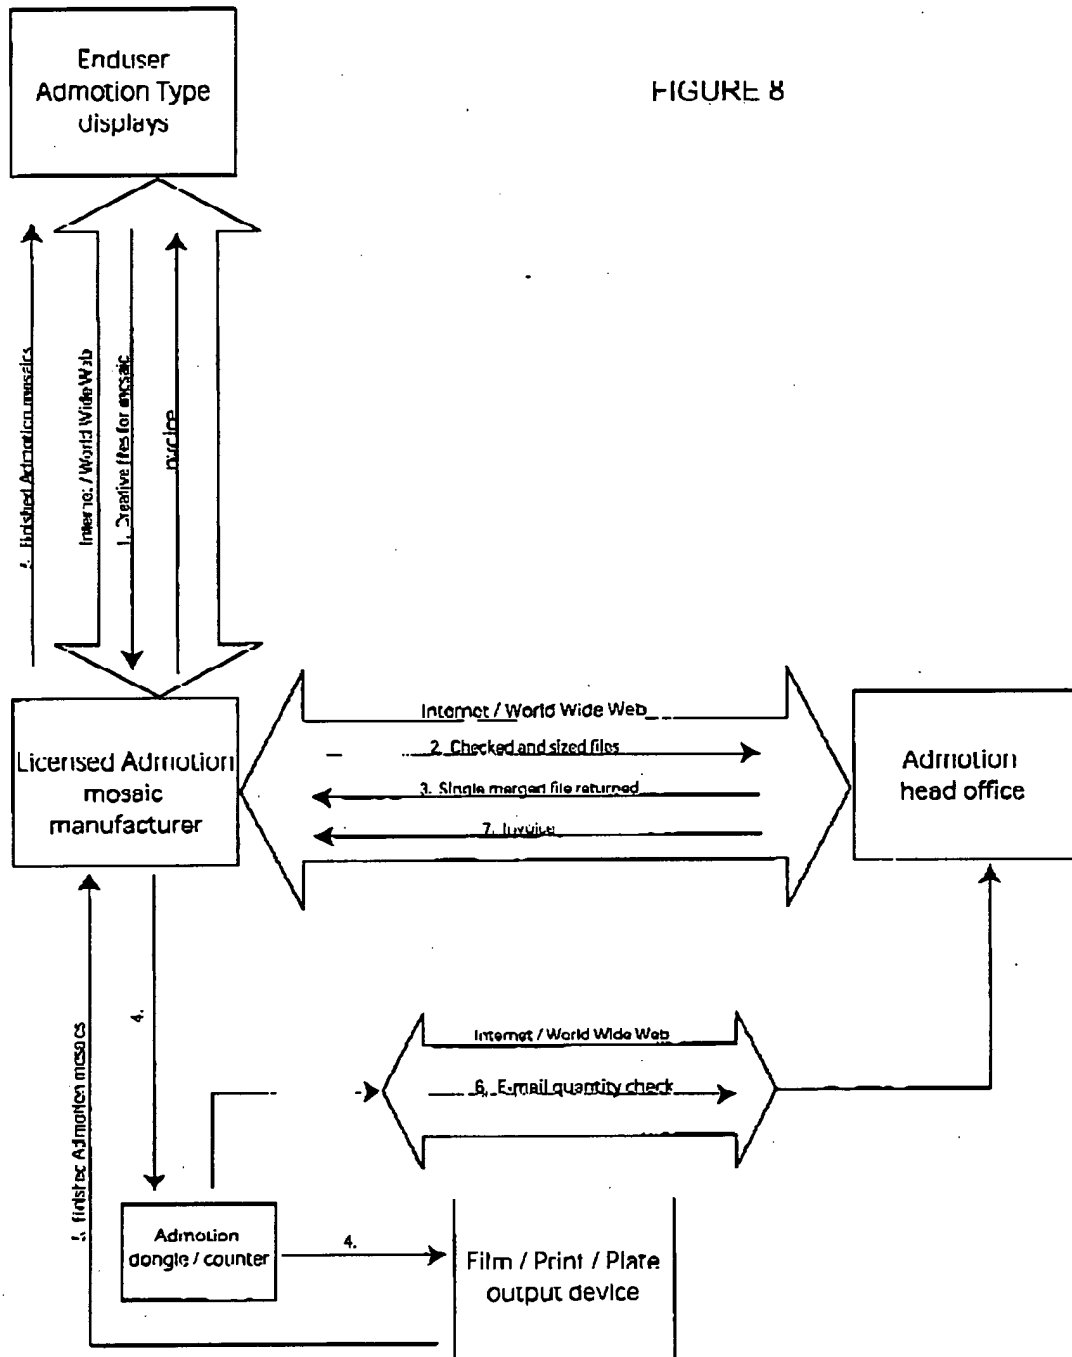 FIGURE 8
Enduser
Admotion Type
displays
Finished Admotion mosaics
Internet / World Wide Web
1. Creative files for mosaic
Licensed Admotion
mosaic
manufacturer
Internet / World Wide Web
2. Checked and sized files
3. Single merged file returned
7. Invoice
Admotion
head office
4.
finished Admotion mosaics
Internet / World Wide Web
6. E-mail quantity check
Admotion
dongle / counter
4.
Film / Print / Plate
output device